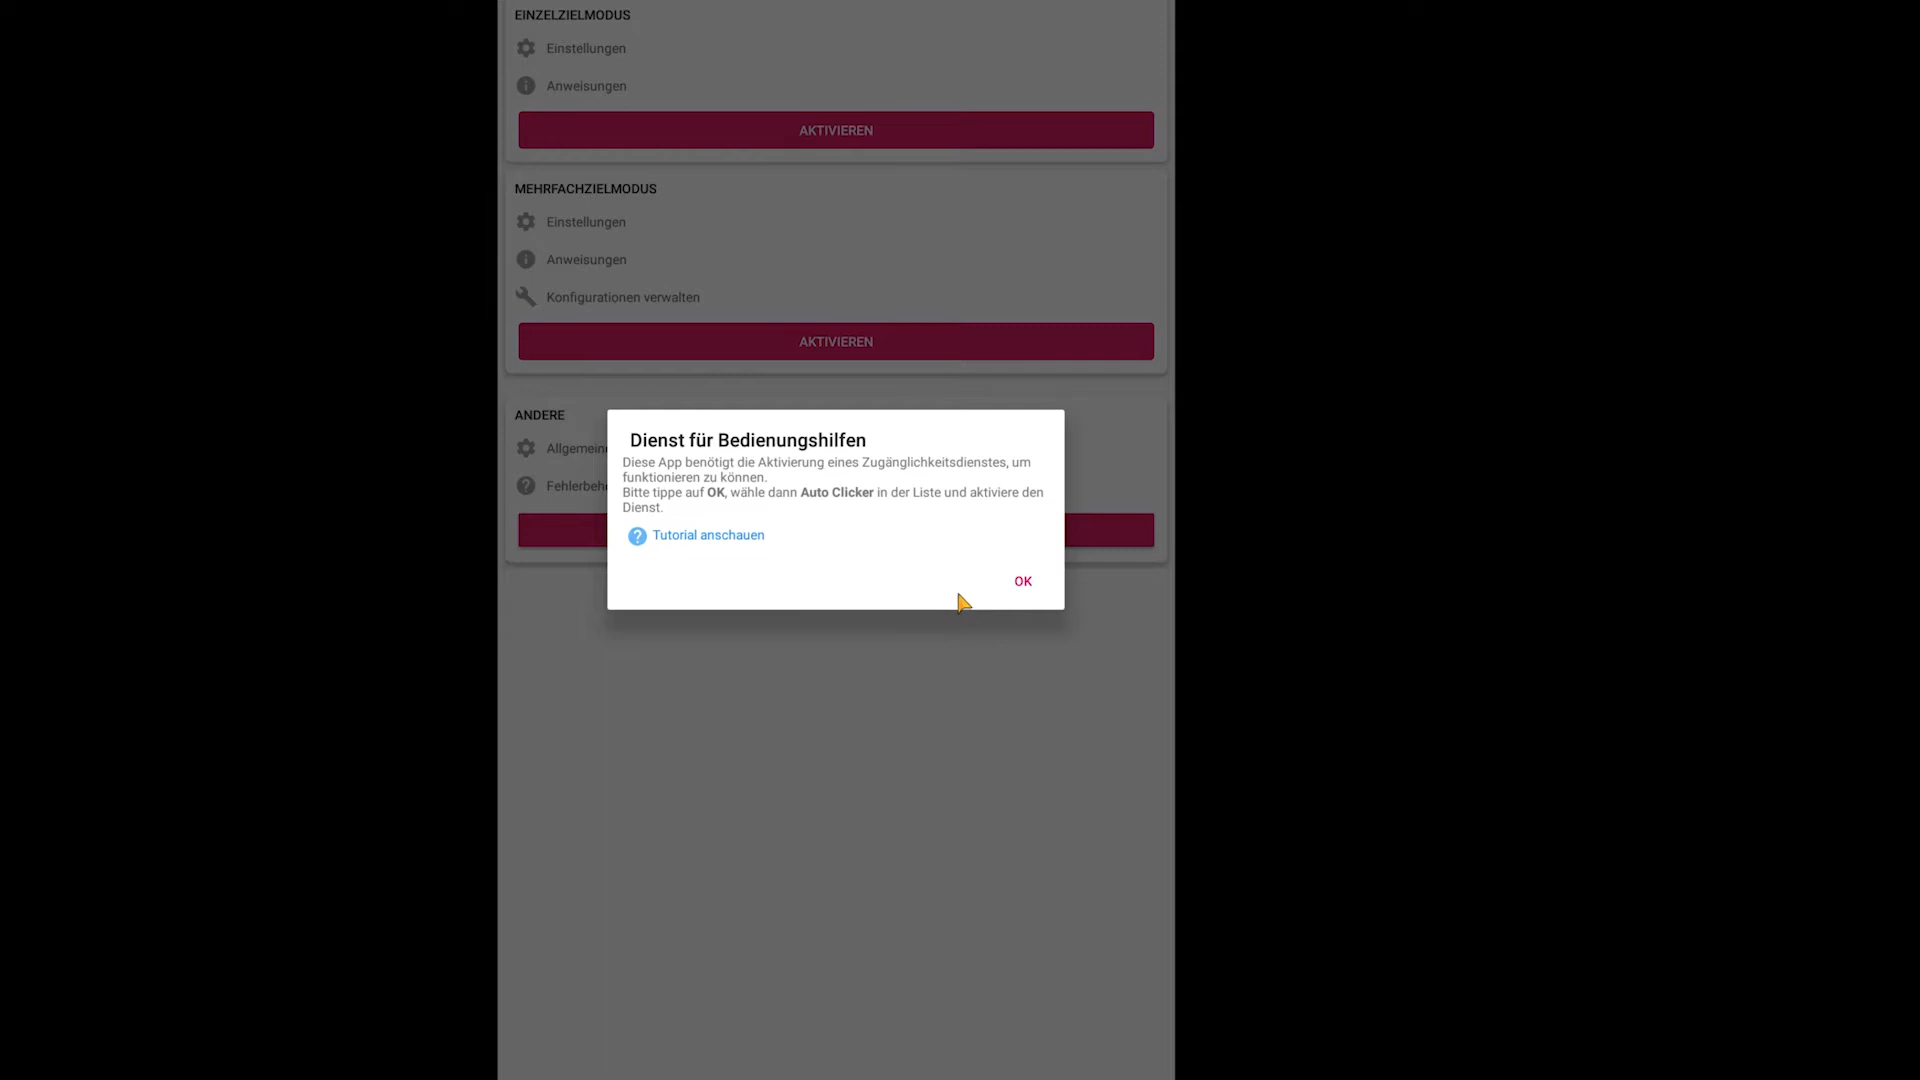 EINZELZIELMODUS
Einstellungen
Anweisungen
AKTIVIEREN
MEHRFACHZIELMODUS
Einstellungen
Anweisungen
Konfigurationen verwalten
AKTIVIEREN
ANDERE
Dienst für Bedienungshilfen
Diese App benötigt die Aktivierung eines Zugänglichkeitsdienstes, um
funktionieren zu können.
Bitte tippe auf OK, wähle dann Auto Clicker in der Liste und aktiviere den
Dienst.
Tutorial anschauen
OK